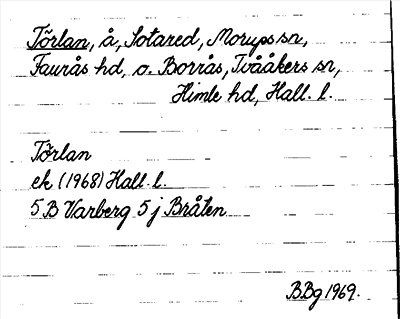 Törlan, å, Sotared, Morups sn,
Faurås hd, o. Borrås, Tvååkers sn,
Himle hd, Hall. l.
Törlan
ek (1968) Hall. l.
5 B Varberg 5 j Bråten
B.Bg 1969.